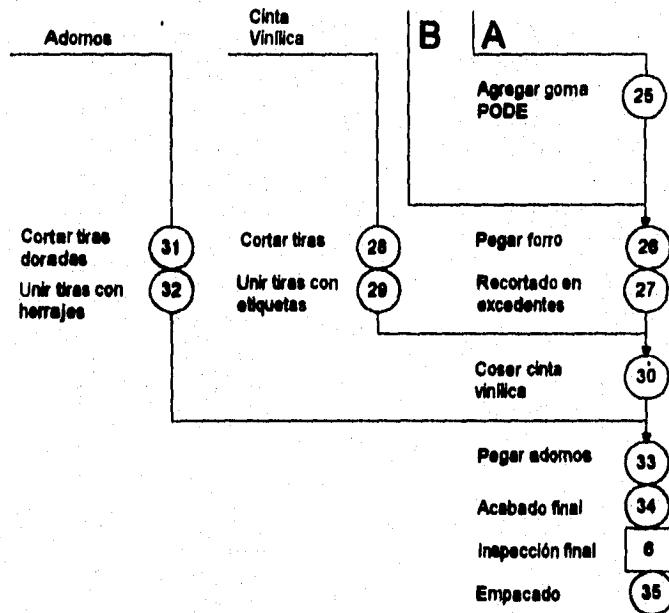 Adornos
Cinta
Vinílica
B
A
Agregar goma
PODE
25
Cortar tiras
doradas
31
Cortar tiras
28
Pegar forro
26
Unir tiras con
herrajes
32
Unir tiras con
etiquetas
29
Recortado en
excedentes
27
Coser cinta
vinílica
30
Pegar adornos
33
Acabado final
34
Inspección final
6
Empacado
35